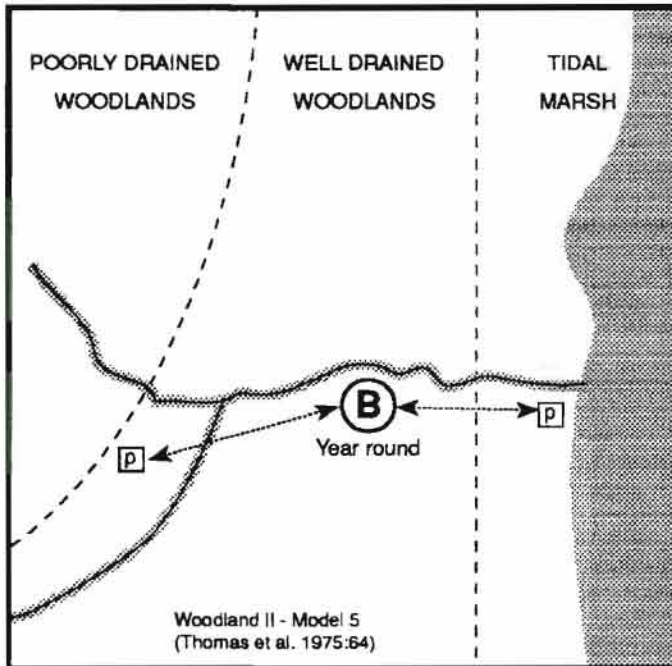 POORLY DRAINED
WOODLANDS
WELL DRAINED
WOODLANDS
TIDAL
MARSH
B
p
p
Year round
Woodland II - Model 5
(Thomas et al. 1975:64)